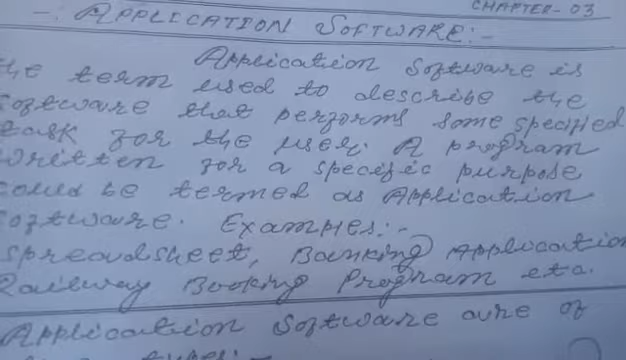 CHAPTER-03
-: APPLICATION SOFTWARE:-
Application Software is
the term used to describe the
Software that performs some specified
task for the user. A program
written for a specific purpose
could be termed as Application
Software. Examples:-
Spreadsheet, Banking Application
Railway Booking Program etc.
Application Software are of
types:-